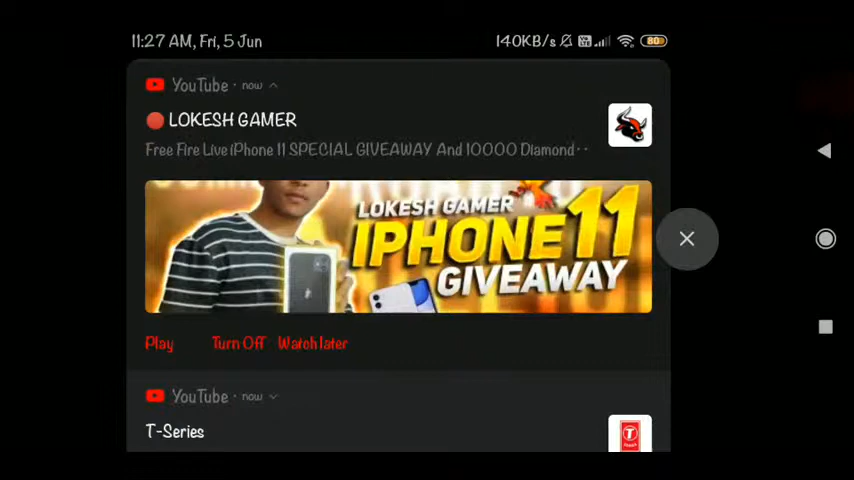 11:27 AM, Fri, 5 Jun 140KB/s 80
YouTube · now
LOKESH GAMER
Free Fire Live iPhone 11 SPECIAL GIVEAWAY And 10000 Diamond··
LOKESH GAMER
IPHONE 11
GIVEAWAY
Play Turn Off Watch later
YouTube · now
T-Series